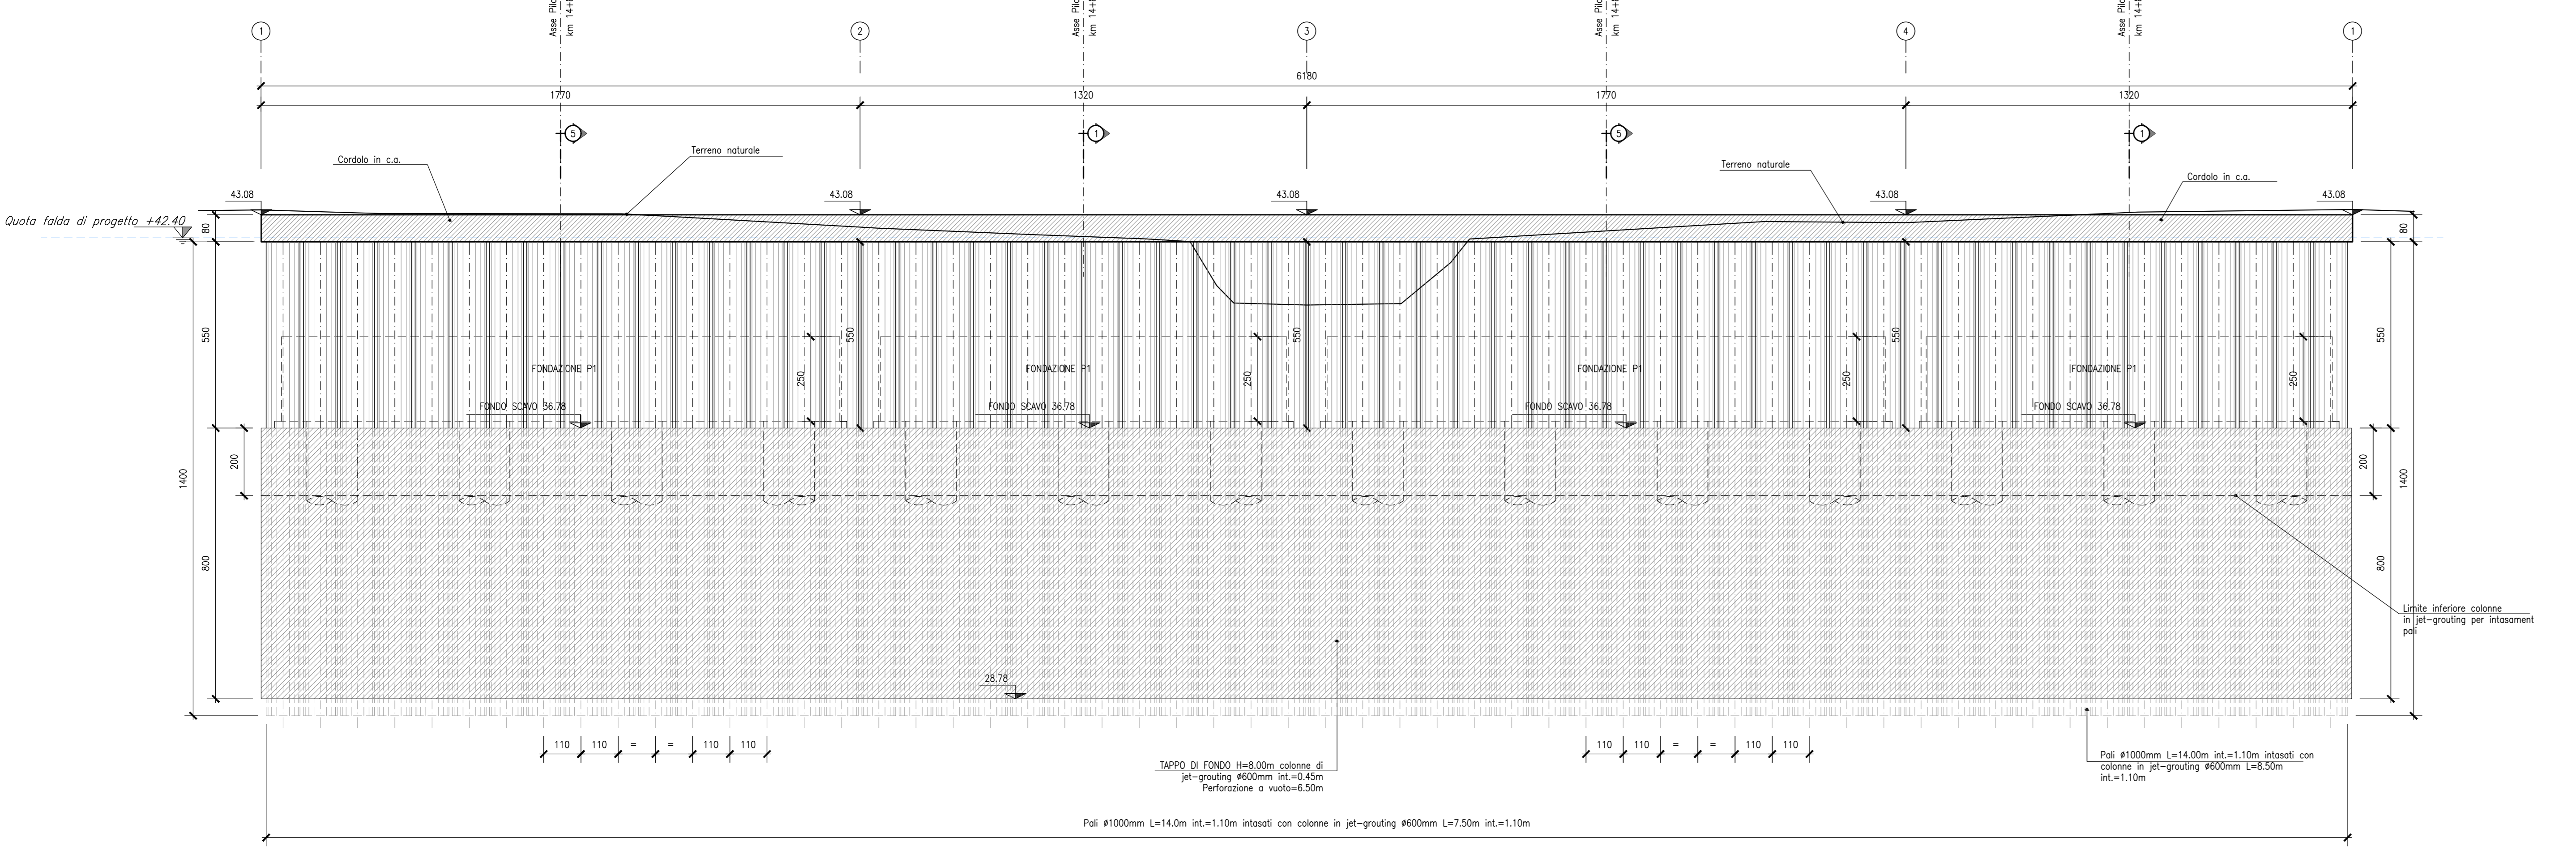 Asse Pila
km 14+8
Asse Pila
km 14+8
Asse Pila
km 14+8
Asse Pila
km 14+8
1
2
3
4
1
6180
1770
1320
1770
1320
5
1
5
1
Cordolo in c.a.
Terreno naturale
Terreno naturale
Cordolo in c.a.
43.08
43.08
43.08
43.08
43.08
Quota falda di progetto +42.40
80
80
550
550
550
550
550
FONDAZIONE P1
250
FONDAZIONE P1
250
FONDAZIONE P1
250
FONDAZIONE P1
250
FONDO SCAVO 36.78
FONDO SCAVO 36.78
FONDO SCAVO 36.78
FONDO SCAVO 36.78
200
200
1400
1400
800
800
Limite inferiore colonne
in jet-grouting per intasament
pali
28.78
110 110 = = 110 110
110 110 = = 110 110
TAPPO DI FONDO H=8.00m colonne di
jet-grouting ø600mm int.=0.45m
Perforazione a vuoto=6.50m
Pali ø1000mm L=14.00m int.=1.10m intasati con
colonne in jet-grouting ø600mm L=8.50m
int.=1.10m
Pali ø1000mm L=14.0m int.=1.10m intasati con colonne in jet-grouting ø600mm L=7.50m int.=1.10m